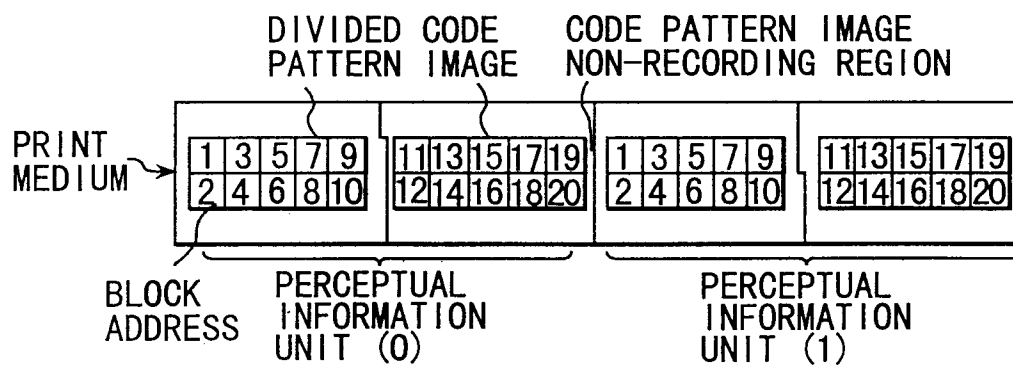 DIVIDED CODE
PATTERN IMAGE
CODE PATTERN IMAGE
NON-RECORDING REGION
PRINT
MEDIUM
1 3 5 7 9
2 4 6 8 10
11 13 15 17 19
12 14 16 18 20
1 3 5 7 9
2 4 6 8 10
11 13 15 17 19
12 14 16 18 20
BLOCK
ADDRESS
PERCEPTUAL
INFORMATION
UNIT (0)
PERCEPTUAL
INFORMATION
UNIT (1)